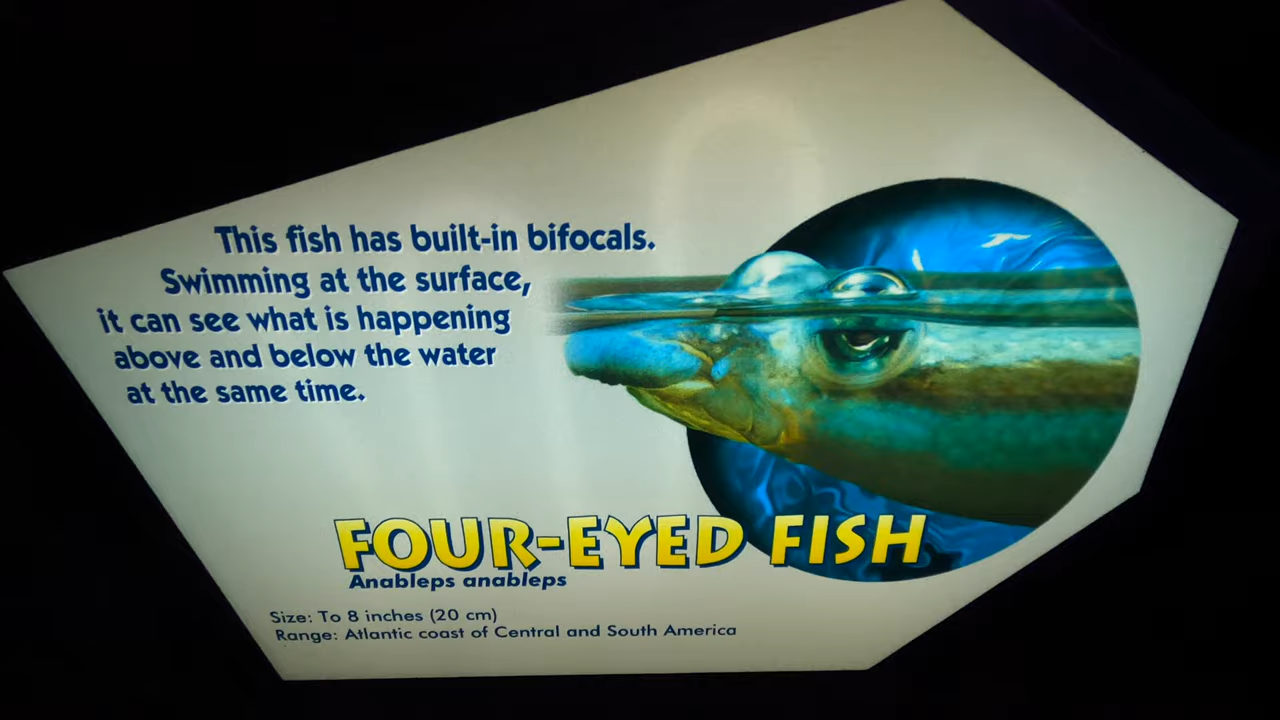 This fish has built-in bifocals.
Swimming at the surface,
it can see what is happening
above and below the water
at the same time.
FOUR-EYED FISH
Anableps anableps
Size: To 8 inches (20 cm)
Range: Atlantic coast of Central and South America